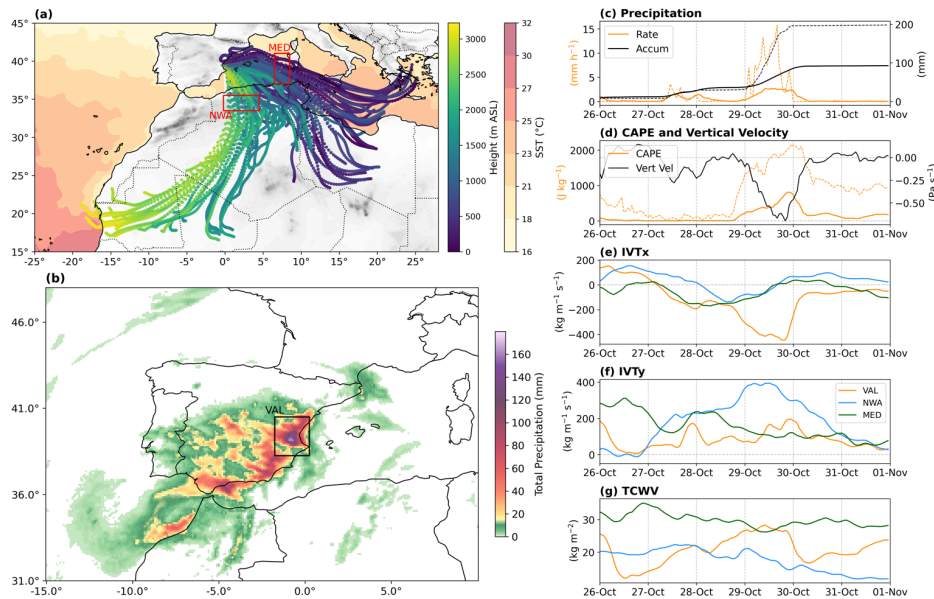 (a)
45
40
35
30
25
20
15
-25
-20
-15
-10
-5
0
5
10
15
20
25
MED
NWA
3000
2500
2000
1500
1000
500
0
Height (m ASL)
32
30
27
24
21
18
16
SST (°C)
(b)
46.0°
41.0°
36.0°
31.0°
-15.0°
-10.0°
-5.0°
0.0°
5.0°
VAL
160
140
120
100
80
60
40
20
0
Total Precipitation (mm)
(c) Precipitation
Rate
Accum
15
10
5
0
(mm h⁻¹)
200
100
0
(mm)
26-Oct 27-Oct 28-Oct 29-Oct 30-Oct 31-Oct 01-Nov
(d) CAPE and Vertical Velocity
CAPE
Vert Vel
2000
1000
0
(J kg⁻¹)
0.00
−0.25
−0.50
(Pa s⁻¹)
26-Oct 27-Oct 28-Oct 29-Oct 30-Oct 31-Oct 01-Nov
(e) IVTx
200
0
−200
−400
(kg m⁻¹ s⁻¹)
26-Oct 27-Oct 28-Oct 29-Oct 30-Oct 31-Oct 01-Nov
(f) IVTy
VAL
NWA
MED
400
200
0
(kg m⁻¹ s⁻¹)
26-Oct 27-Oct 28-Oct 29-Oct 30-Oct 31-Oct 01-Nov
(g) TCWV
30
20
(kg m⁻²)
26-Oct 27-Oct 28-Oct 29-Oct 30-Oct 31-Oct 01-Nov